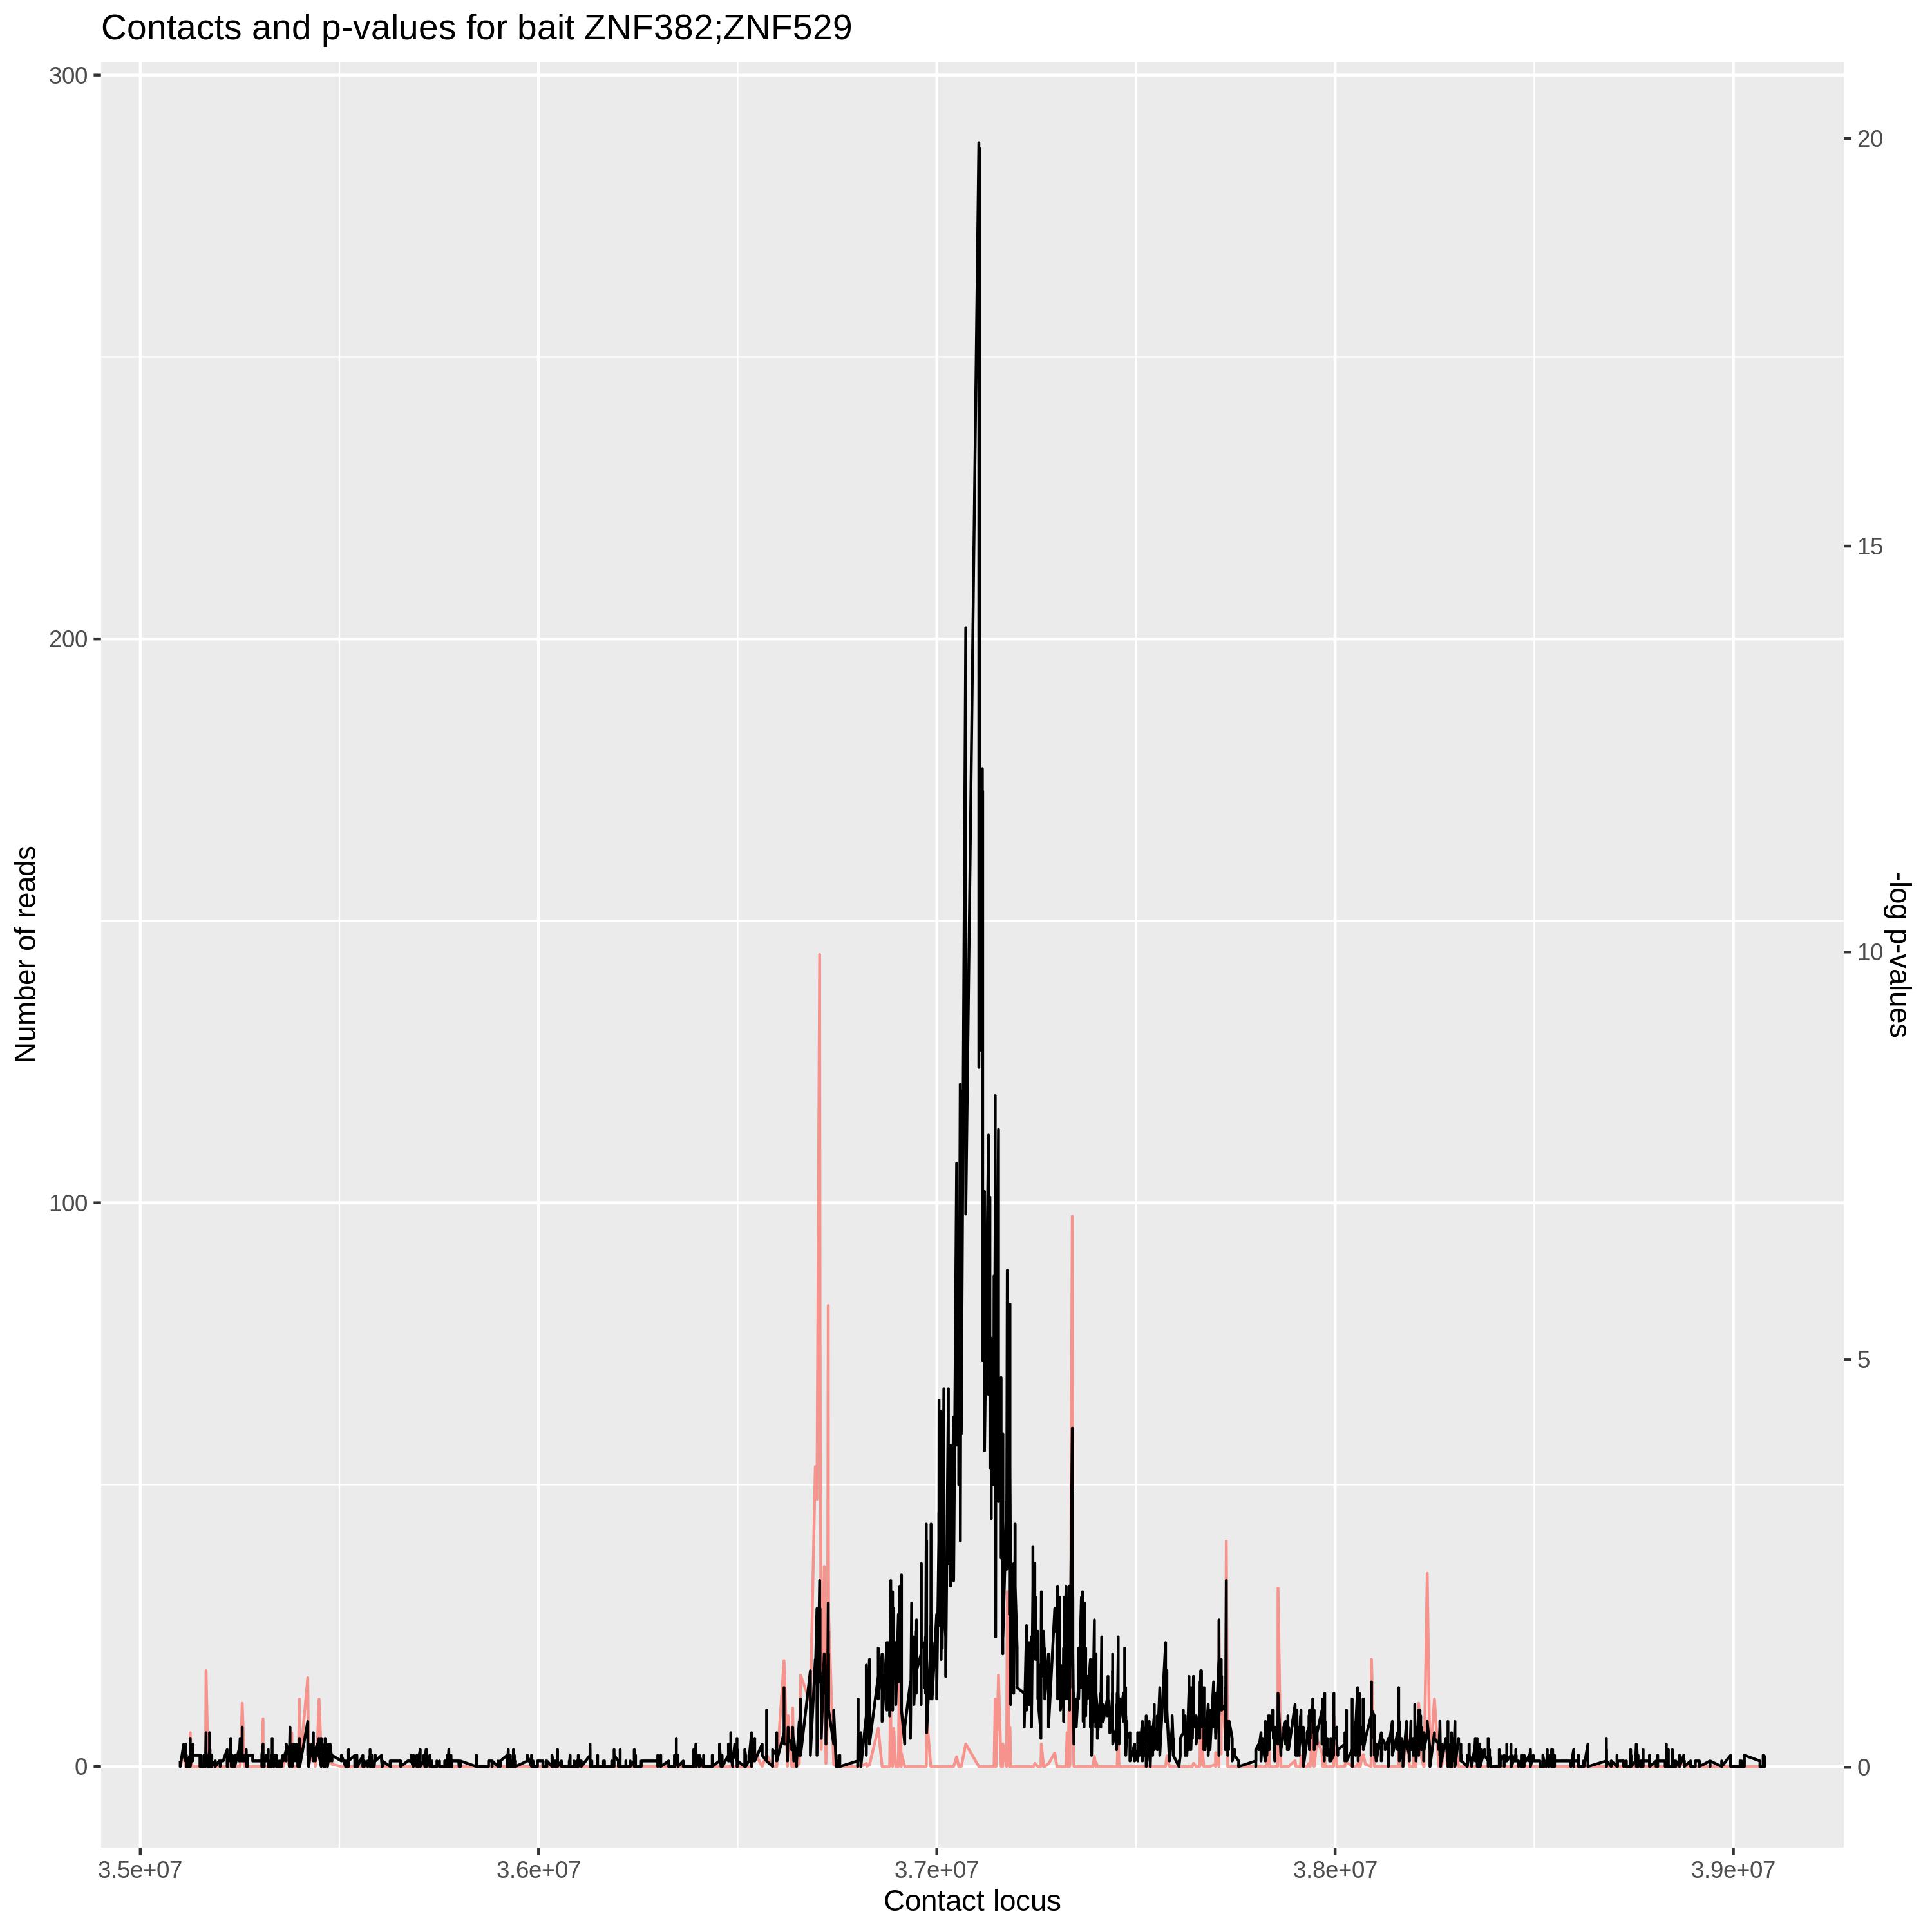 Contacts and p-values for bait ZNF382;ZNF529
300
200
100
0
Number of reads
20
15
10
5
0
-log p-values
3.5e+07
3.6e+07
3.7e+07
3.8e+07
3.9e+07
Contact locus